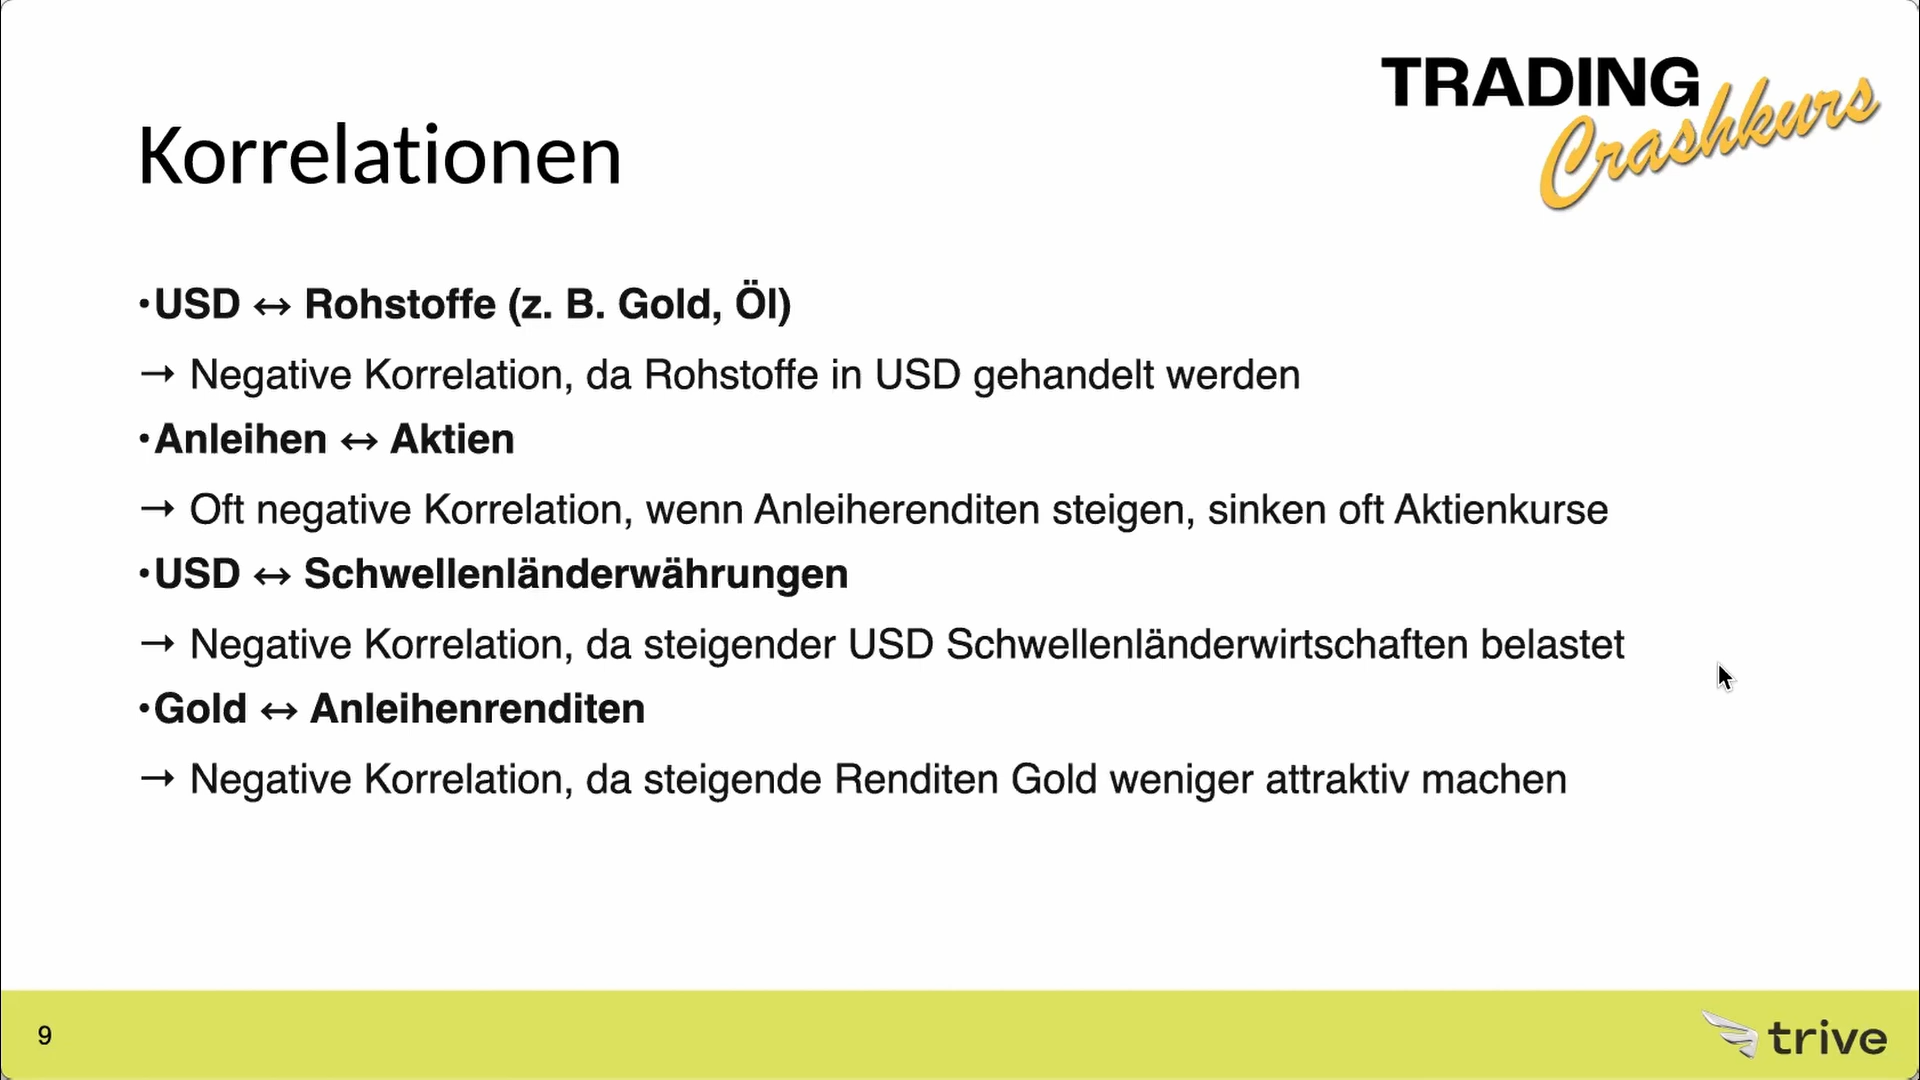 TRADING
Crashkurs
Korrelationen
•USD ↔ Rohstoffe (z. B. Gold, Öl)
→ Negative Korrelation, da Rohstoffe in USD gehandelt werden
•Anleihen ↔ Aktien
→ Oft negative Korrelation, wenn Anleiherenditen steigen, sinken oft Aktienkurse
•USD ↔ Schwellenländerwährungen
→ Negative Korrelation, da steigender USD Schwellenländerwirtschaften belastet
•Gold ↔ Anleihenrenditen
→ Negative Korrelation, da steigende Renditen Gold weniger attraktiv machen
9
trive